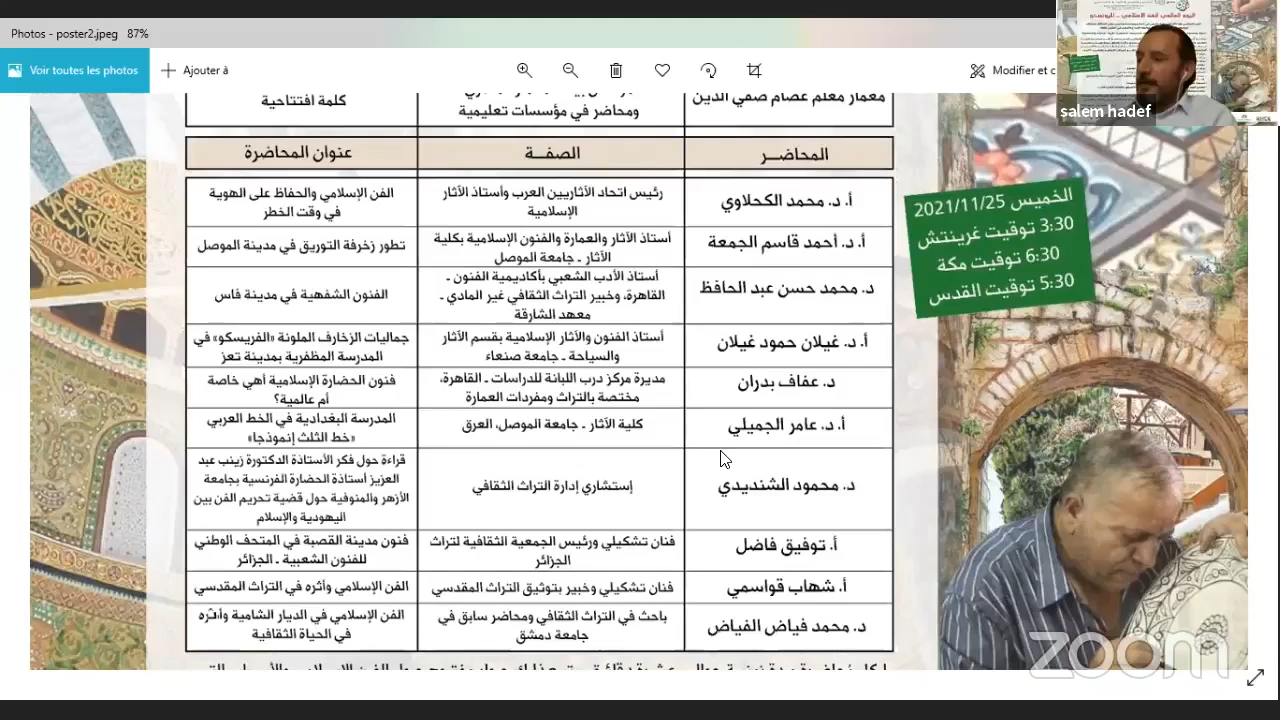 Photos - poster2.jpeg 87%
Voir toutes les photos
Ajouter à
Modifier et c
salem hadef
معمار معلم عصام صفي الدين
ومحاضر في مؤسسات تعليمية
كلمة افتتاحية
المحاضـر
الصفـــة
عنوان المحاضرة
أ. د. محمد الكحلاوي
رئيس اتحاد الأثاريين العرب وأستاذ الأثار
الإسلامية
الفن الإسلامي والحفاظ على الهوية
في وقت الخطر
أ.د. أحمد قاسم الجمعة
أستاذ الأثار والعمارة والفنون الإسلامية بكلية
الأثار ـ جامعة الموصل
تطور زخرفة التوريق في مدينة الموصل
د. محمد حسن عبد الحافظ
أستاذ الأدب الشعبي بأكاديمية الفنون ـ
القاهرة، وخبير التراث الثقافي غير المادي ـ
معهد الشارقة
الفنون الشفهية في مدينة فاس
أ. د. غيلان حمود غيلان
أستاذ الفنون والأثار الإسلامية بقسم الأثار
والسياحة ـ جامعة صنعاء
جماليات الزخارف الملونة «الفريسكو» في
المدرسة المظفرية بمدينة تعز
د. عفاف بدران
مديرة مركز درب اللبانة للدراسات ـ القاهرة،
مختصة بالتراث ومفردات العمارة
فنون الحضارة الإسلامية أهي خاصة
أم عالمية؟
أ.د. عامر الجميلي
كلية الآثار ـ جامعة الموصل، العرق
المدرسة البغدادية في الخط العربي
«خط الثلث إنموذجا»
د. محمود الشنديدي
إستشاري إدارة التراث الثقافي
قراءة حول فكر الأستاذة الدكتورة زينب عبد
العزيز أستاذة الحضارة الفرنسية بجامعة
الأزهر والمنوفية حول قضية تحريم الفن بين
اليهودية والإسلام
أ. توفيق فاضل
فنان تشكيلي ورئيس الجمعية الثقافية لتراث
الجزائر
فنون مدينة القصبة في المتحف الوطني
للفنون الشعبية ـ الجزائر
أ. شهاب قواسمي
فنان تشكيلي وخبير بتوثيق التراث المقدسي
الفن الإسلامي وأثره في التراث المقدسي
د. محمد فياض الفياض
باحث في التراث الثقافي ومحاضر سابق في
جامعة دمشق
الفن الإسلامي في الديار الشامية وأثره
في الحياة الثقافية
الخميس 2021/11/25
3:30 توقيت غرينتش
6:30 توقيت مكة
5:30 توقيت القدس
zoom